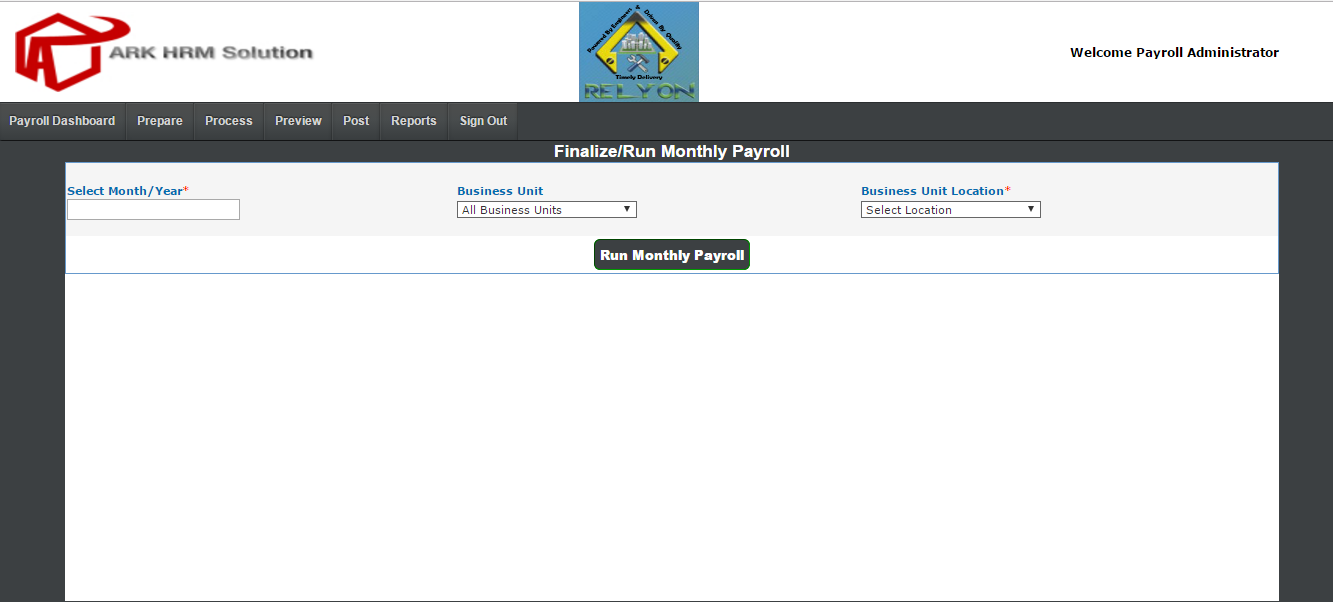 ARK HRM Solution
Powered By Engineers & Driven By Quality
Timely Delivery
RELYON
Welcome Payroll Administrator
Payroll Dashboard Prepare Process Preview Post Reports Sign Out
Finalize/Run Monthly Payroll
Select Month/Year* Business Unit Business Unit Location*
All Business Units Select Location
Run Monthly Payroll